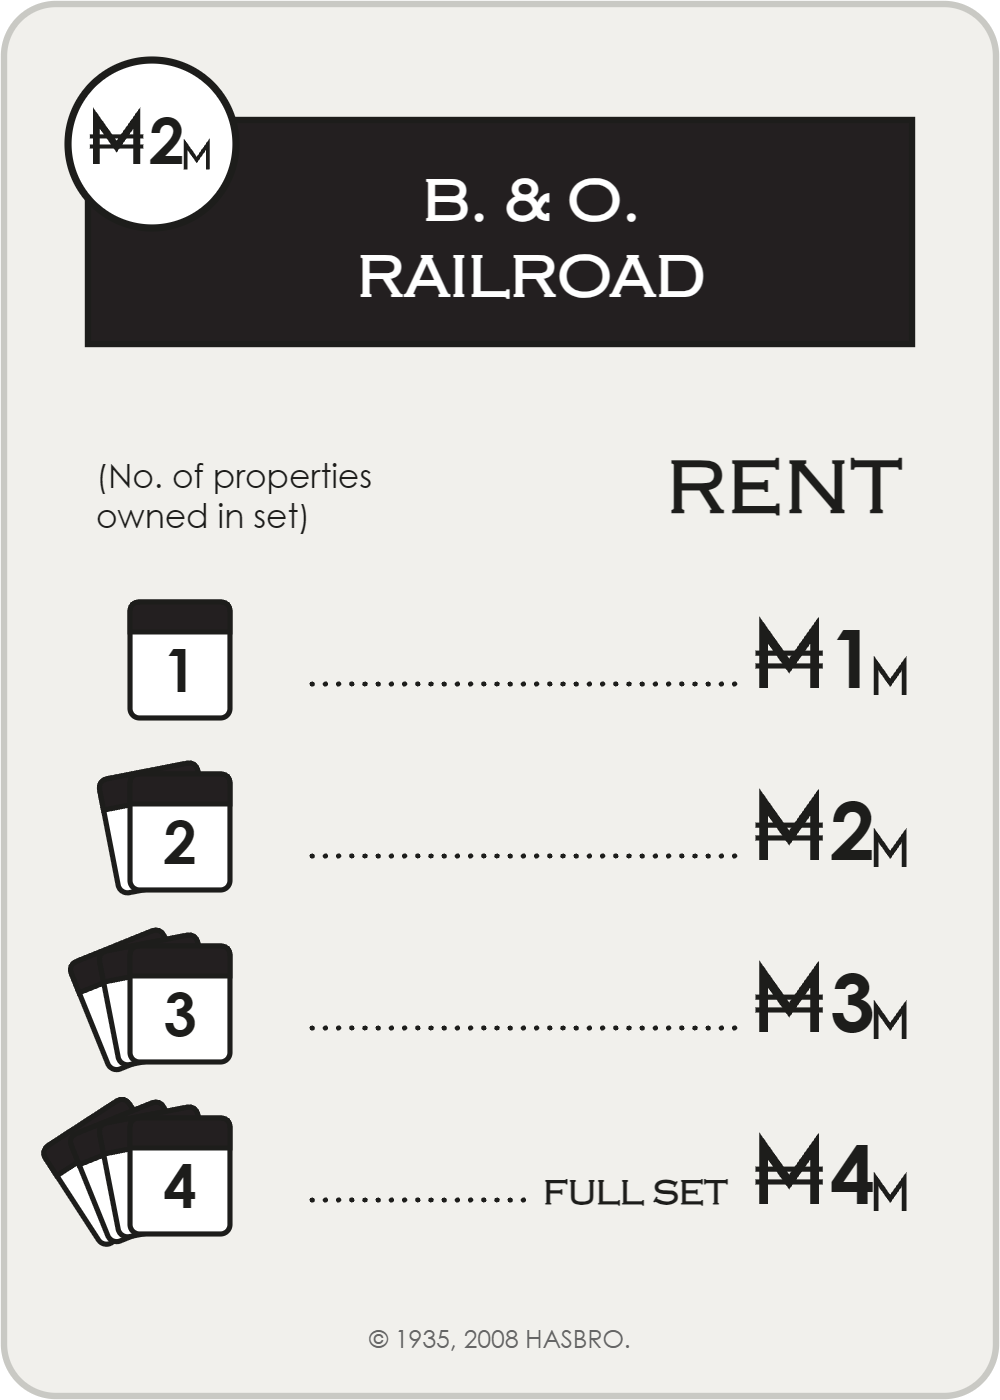 ₩2M
B. & O.
RAILROAD
(No. of properties
owned in set)
RENT
1 ........................................ M1M
2 ........................................ M2M
3 ........................................ M3M
4 ................. FULL SET M4M
© 1935, 2008 HASBRO.